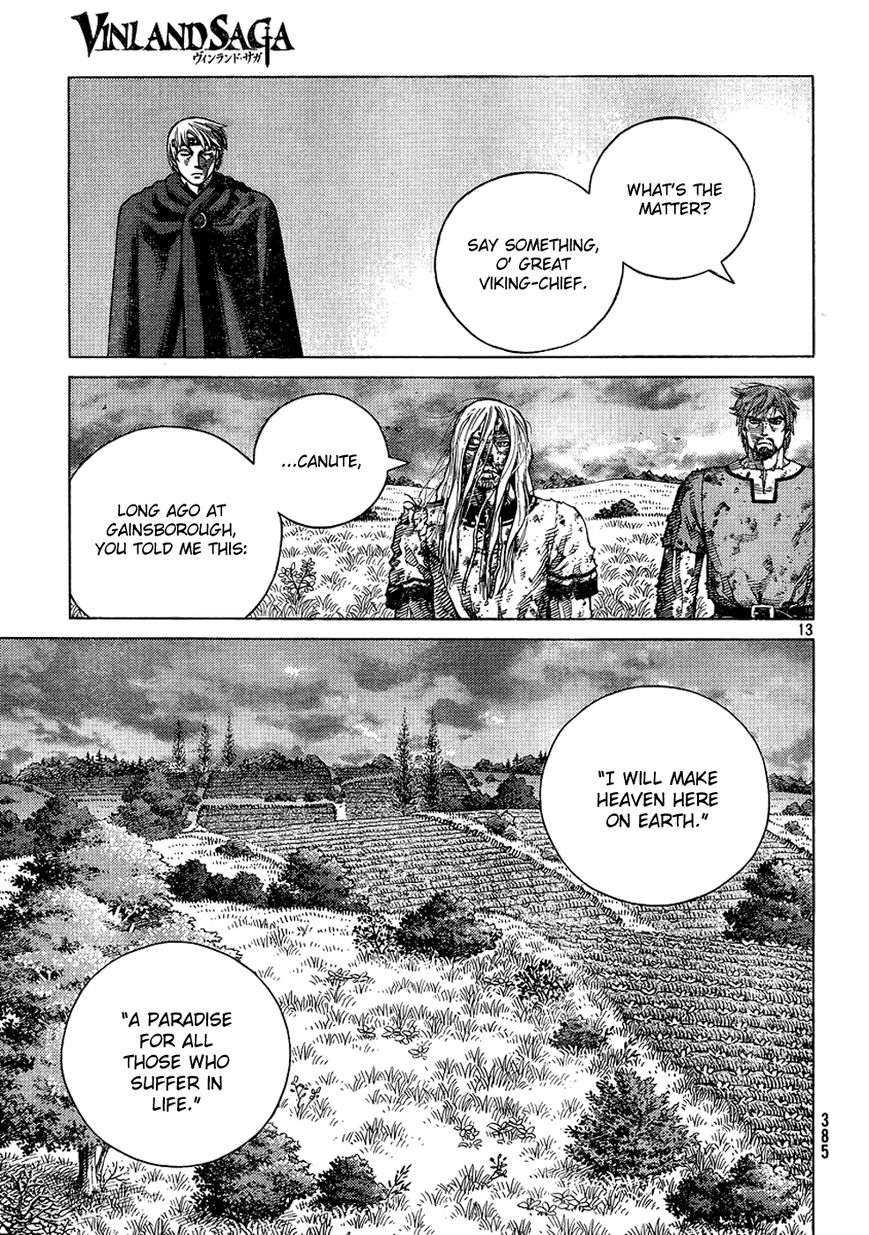 VINLAND SAGA
ヴィンランド・サガ
WHAT'S THE
MATTER?
SAY SOMETHING,
O' GREAT
VIKING-CHIEF.
...CANUTE,
LONG AGO AT
GAINSBOROUGH,
YOU TOLD ME THIS:
13
"I WILL MAKE
HEAVEN HERE
ON EARTH."
"A PARADISE
FOR ALL
THOSE WHO
SUFFER IN
LIFE."
385